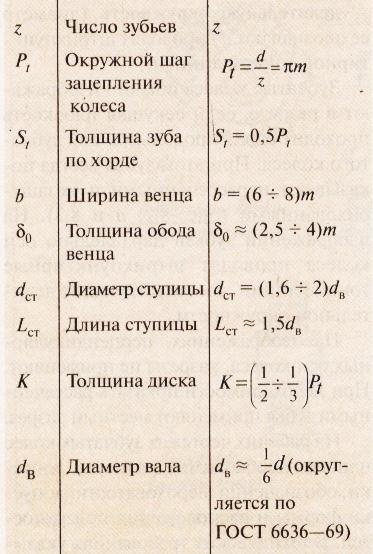 z Число зубьев z
P_t Окружной шаг зацепления колеса P_t = d/z = πm
S_t Толщина зуба по хорде S_t = 0,5P_t
b Ширина венца b = (6 ÷ 8)m
δ_0 Толщина обода венца δ_0 ≈ (2,5 ÷ 4)m
d_ст Диаметр ступицы d_ст = (1,6 ÷ 2)d_в
L_ст Длина ступицы L_ст ≈ 1,5d_в
K Толщина диска K = (1/2 ÷ 1/3)P_t
d_в Диаметр вала d_в ≈ 1/6 d (округ-
ляется по
ГОСТ 6636—69)